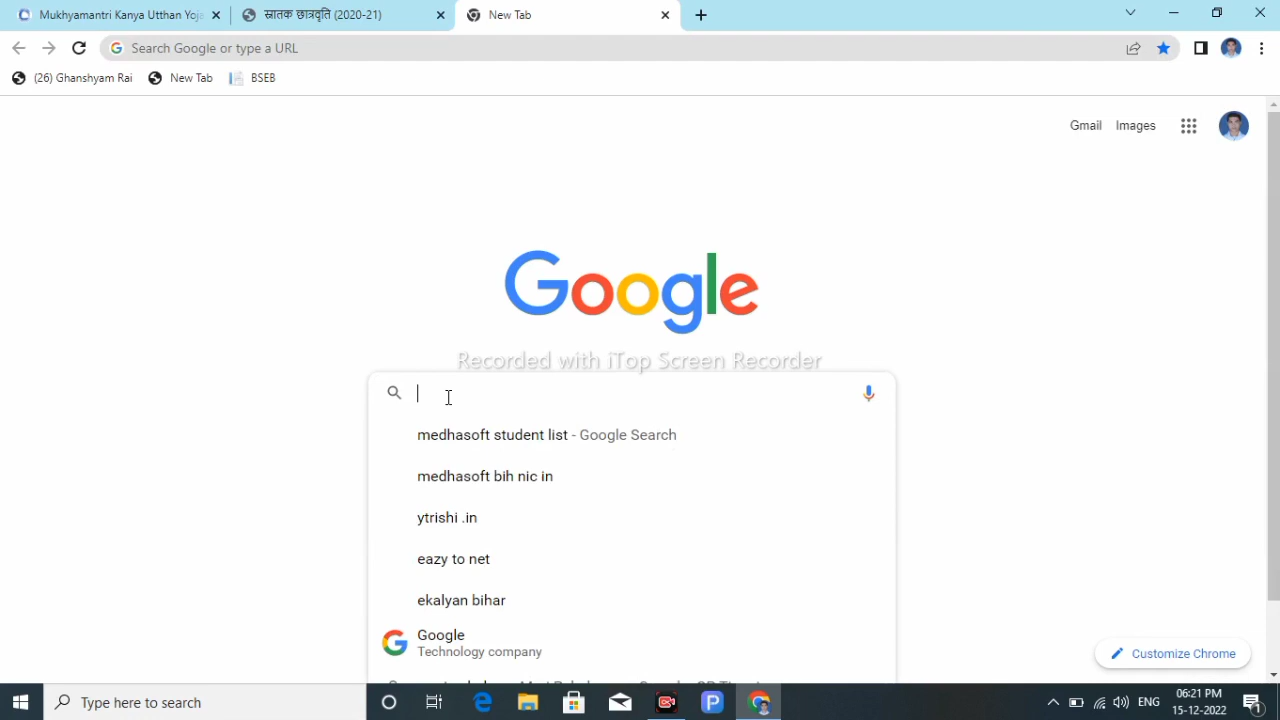 Mukhyamantri Kanya Utthan Yoja
स्नातक छात्रवृति (2020-21)
New Tab
Search Google or type a URL
(26) Ghanshyam Rai
New Tab
BSEB
Gmail
Images
Google
Recorded with iTop Screen Recorder
medhasoft student list - Google Search
medhasoft bih nic in
ytrishi .in
eazy to net
ekalyan bihar
Google
Technology company
Customize Chrome
Type here to search
ENG
06:21 PM
15-12-2022
1